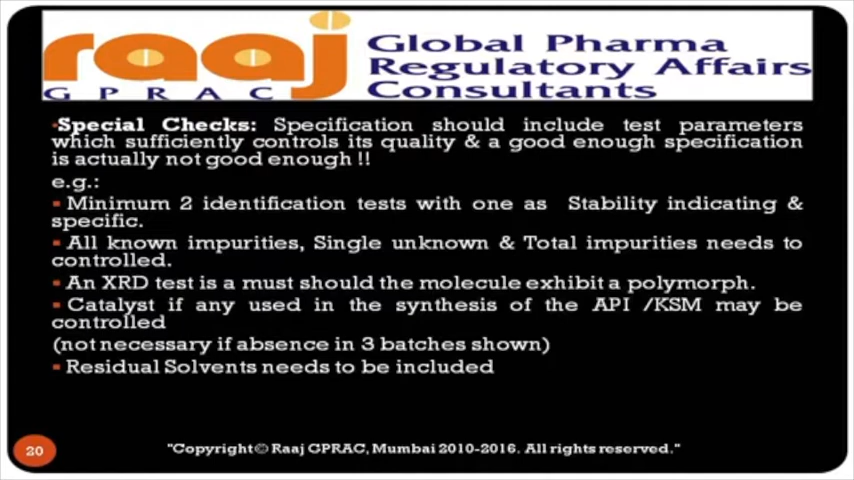 raaj
GPRAC
Global Pharma
Regulatory Affairs
Consultants
▪Special Checks: Specification should include test parameters
which sufficiently controls its quality & a good enough specification
is actually not good enough !!
e.g.:
▪ Minimum 2 identification tests with one as Stability indicating &
specific.
▪ All known impurities, Single unknown & Total impurities needs to
controlled.
▪ An XRD test is a must should the molecule exhibit a polymorph.
▪ Catalyst if any used in the synthesis of the API /KSM may be
controlled
(not necessary if absence in 3 batches shown)
▪ Residual Solvents needs to be included
20
"Copyright© Raaj GPRAC, Mumbai 2010-2016. All rights reserved."